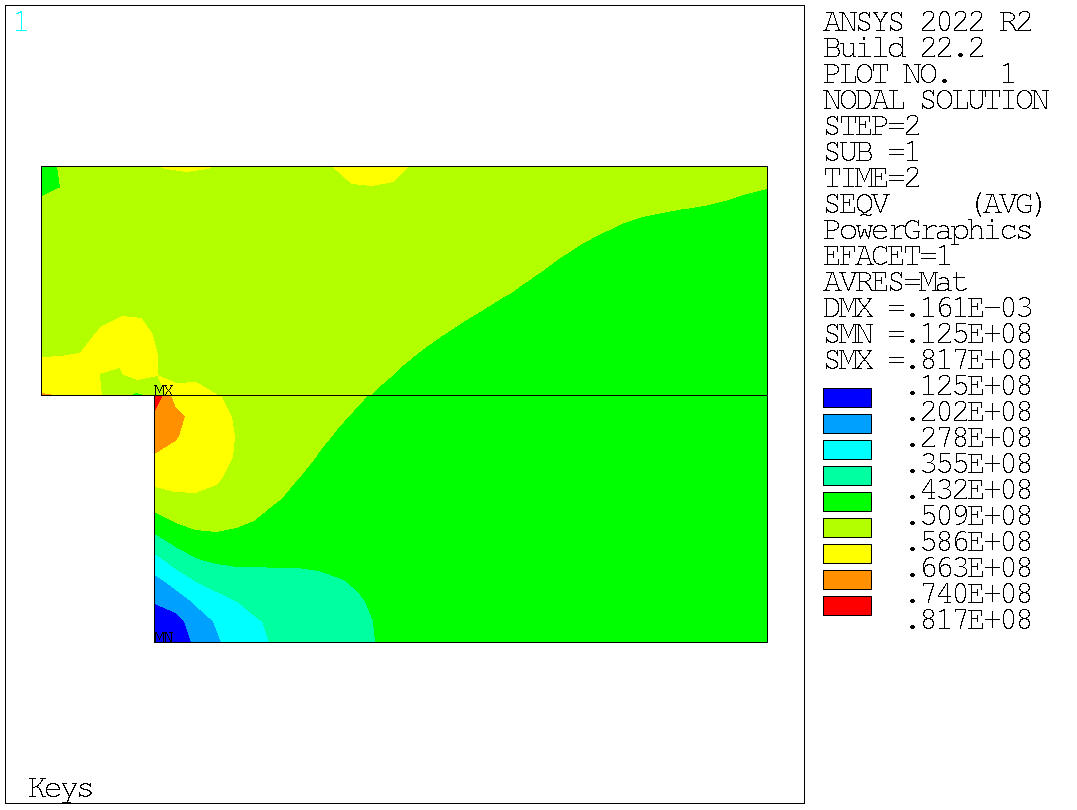 1
ANSYS 2022 R2
Build 22.2
PLOT NO. 1
NODAL SOLUTION
STEP=2
SUB =1
TIME=2
SEQV (AVG)
PowerGraphics
EFACET=1
AVRES=Mat
DMX =.161E-03
SMN =.125E+08
SMX =.817E+08
.125E+08
.202E+08
.278E+08
.355E+08
.432E+08
.509E+08
.586E+08
.663E+08
.740E+08
.817E+08
MX
MN
Keys